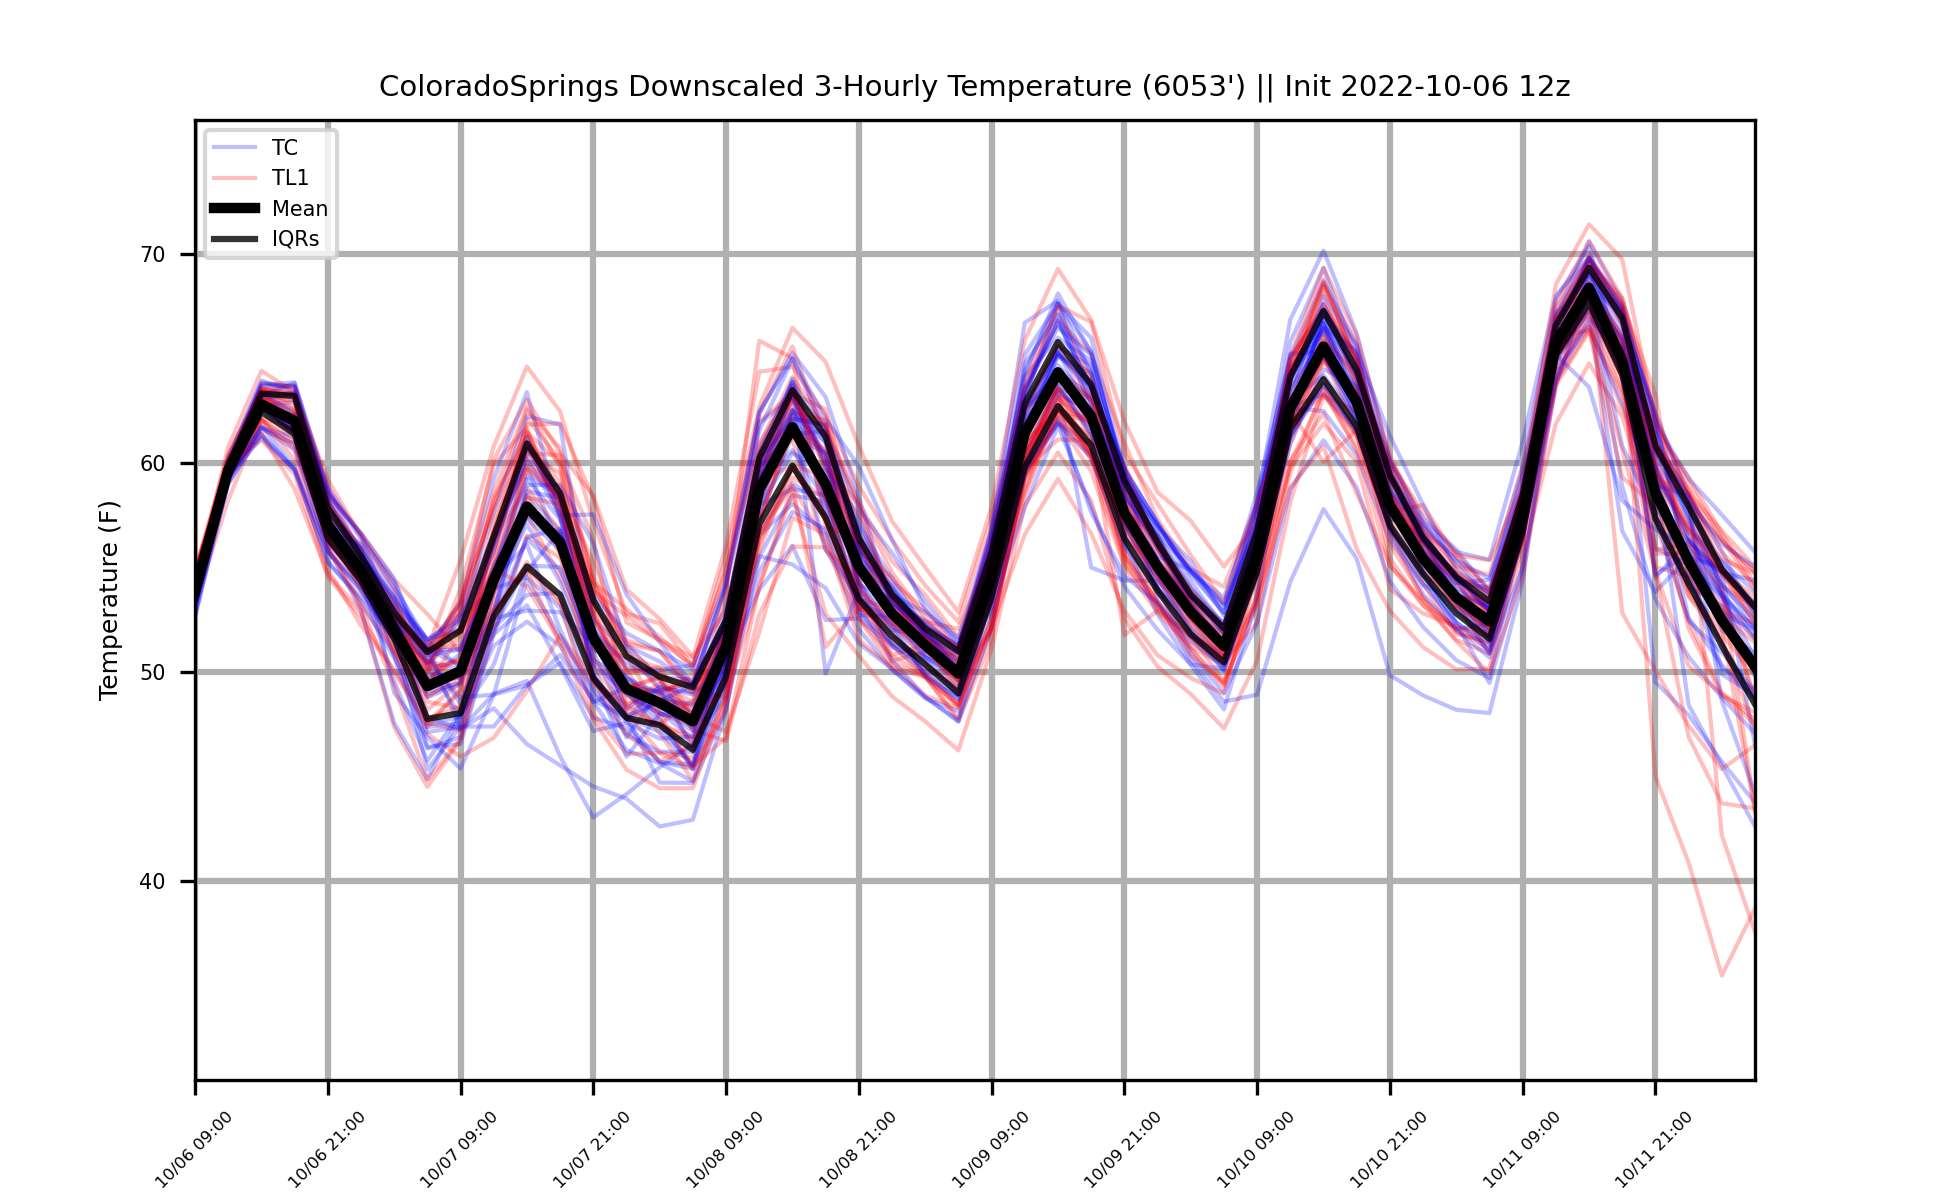 ColoradoSprings Downscaled 3-Hourly Temperature (6053') || Init 2022-10-06 12z
TC
TL1
Mean
IQRs
Temperature (F)
70
60
50
40
10/06 09:00
10/06 21:00
10/07 09:00
10/07 21:00
10/08 09:00
10/08 21:00
10/09 09:00
10/09 21:00
10/10 09:00
10/10 21:00
10/11 09:00
10/11 21:00